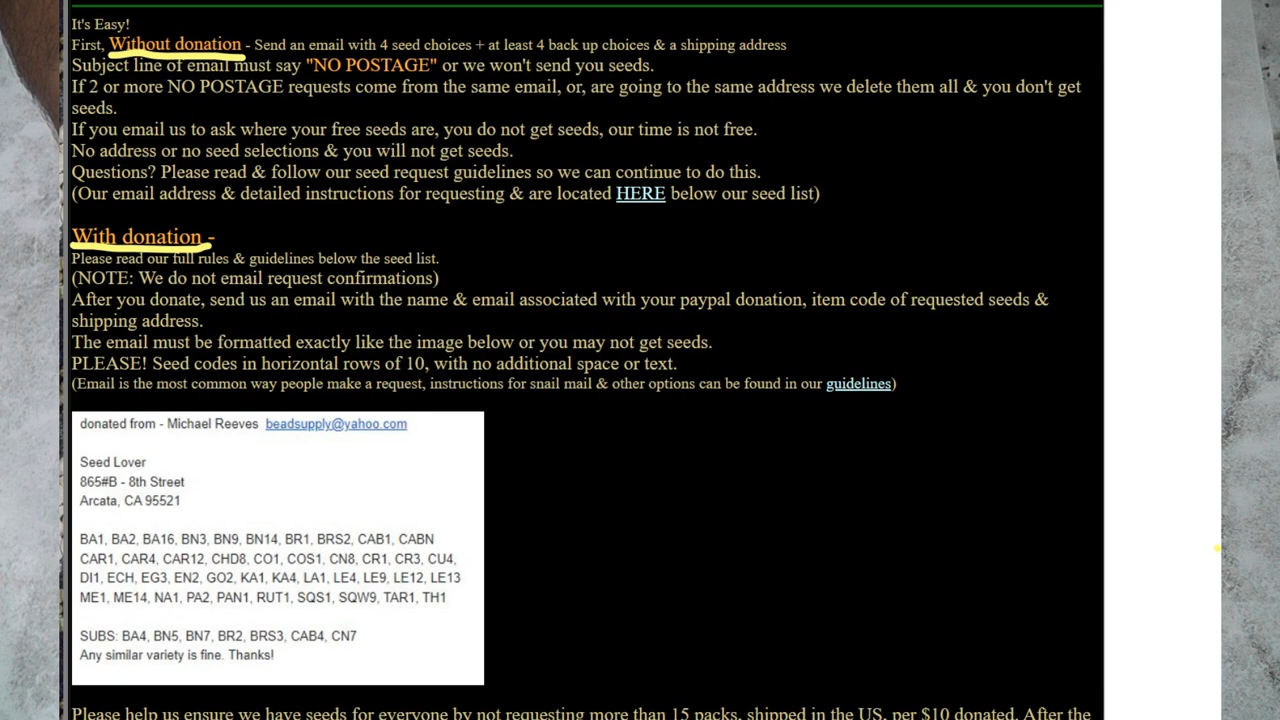 It's Easy!
First, Without donation - Send an email with 4 seed choices + at least 4 back up choices & a shipping address
Subject line of email must say "NO POSTAGE" or we won't send you seeds.
If 2 or more NO POSTAGE requests come from the same email, or, are going to the same address we delete them all & you don't get
seeds.
If you email us to ask where your free seeds are, you do not get seeds, our time is not free.
No address or no seed selections & you will not get seeds.
Questions? Please read & follow our seed request guidelines so we can continue to do this.
(Our email address & detailed instructions for requesting & are located HERE below our seed list)
With donation -
Please read our full rules & guidelines below the seed list.
(NOTE: We do not email request confirmations)
After you donate, send us an email with the name & email associated with your paypal donation, item code of requested seeds &
shipping address.
The email must be formatted exactly like the image below or you may not get seeds.
PLEASE! Seed codes in horizontal rows of 10, with no additional space or text.
(Email is the most common way people make a request, instructions for snail mail & other options can be found in our guidelines)
donated from - Michael Reeves beadsupply@yahoo.com
Seed Lover
865#B - 8th Street
Arcata, CA 95521
BA1, BA2, BA16, BN3, BN9, BN14, BR1, BRS2, CAB1, CABN
CAR1, CAR4, CAR12, CHD8, CO1, COS1, CN8, CR1, CR3, CU4,
DI1, ECH, EG3, EN2, GO2, KA1, KA4, LA1, LE4, LE9, LE12, LE13
ME1, ME14, NA1, PA2, PAN1, RUT1, SQS1, SQW9, TAR1, TH1
SUBS: BA4, BN5, BN7, BR2, BRS3, CAB4, CN7
Any similar variety is fine. Thanks!
Please help us ensure we have seeds for everyone by not requesting more than 15 packs, shipped in the US, per $10 donated. After the